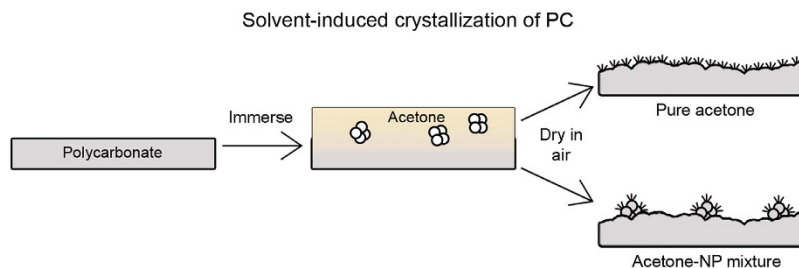 Solvent-induced crystallization of PC
Polycarbonate
Immerse
Acetone
Dry in
air
Pure acetone
Acetone-NP mixture